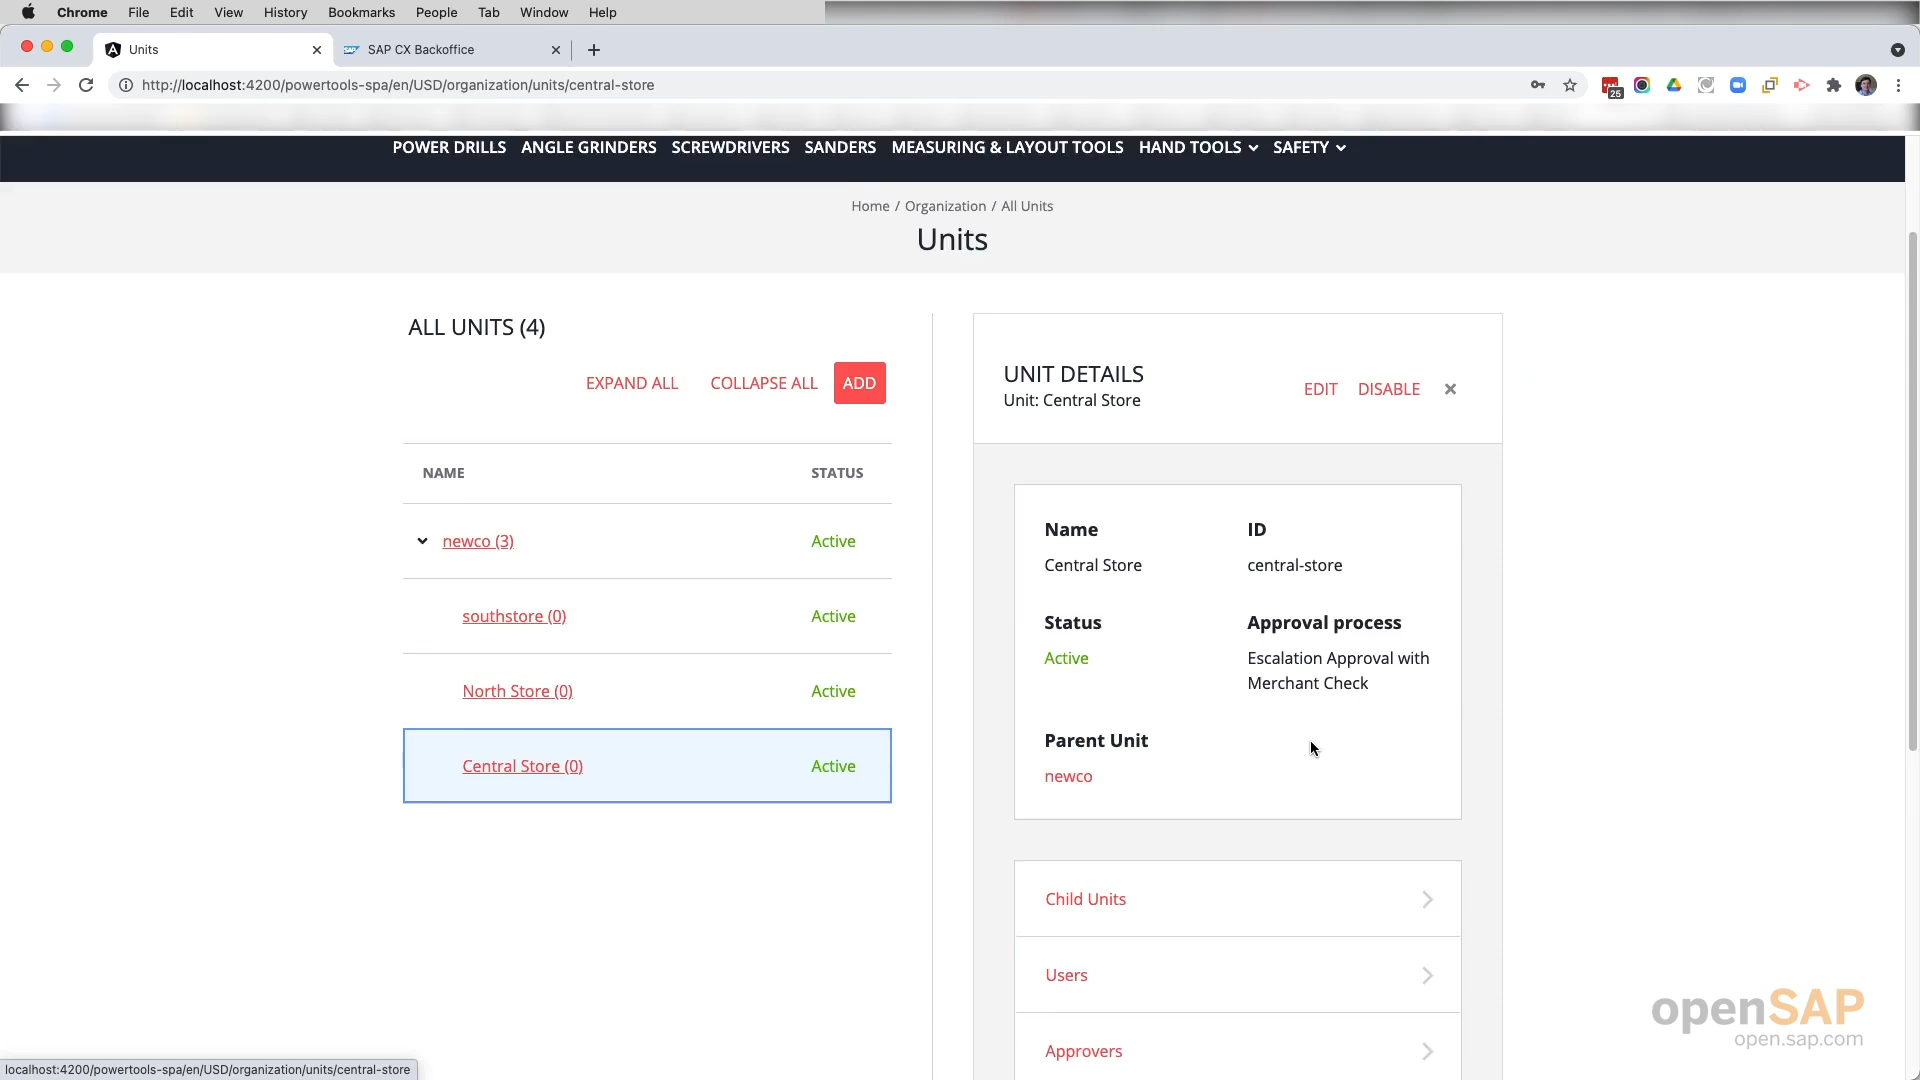 Chrome File Edit View History Bookmarks People Tab Window Help
Units
SAP CX Backoffice
http://localhost:4200/powertools-spa/en/USD/organization/units/central-store
25
POWER DRILLS ANGLE GRINDERS SCREWDRIVERS SANDERS MEASURING & LAYOUT TOOLS HAND TOOLS SAFETY
Home / Organization / All Units
Units
ALL UNITS (4)
EXPAND ALL COLLAPSE ALL ADD
NAME STATUS
newco (3) Active
southstore (0) Active
North Store (0) Active
Central Store (0) Active
UNIT DETAILS
Unit: Central Store
EDIT DISABLE
Name
Central Store
ID
central-store
Status
Active
Approval process
Escalation Approval with
Merchant Check
Parent Unit
newco
Child Units
Users
Approvers
openSAP
open.sap.com
localhost:4200/powertools-spa/en/USD/organization/units/central-store